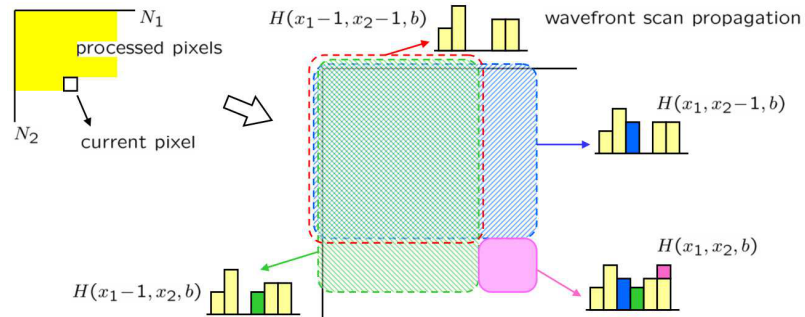 N₁
processed pixels
N₂
current pixel
H(x₁−1, x₂−1, b)
wavefront scan propagation
H(x₁, x₂−1, b)
H(x₁−1, x₂, b)
H(x₁, x₂, b)